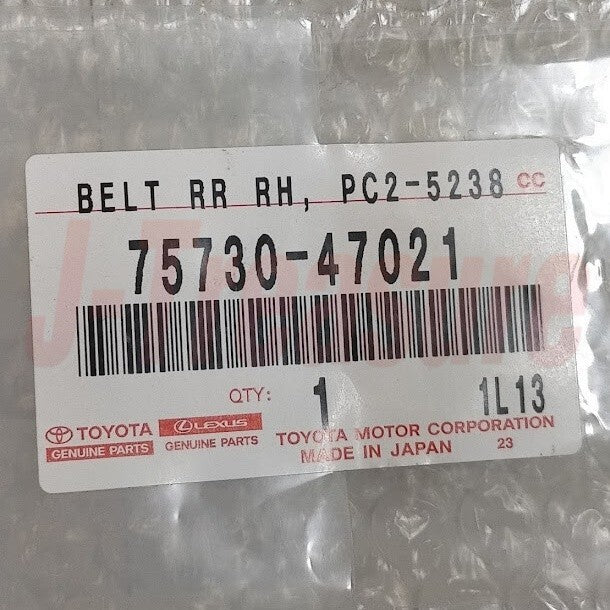 BELT RR RH, PC2-5238 CC
75730-47021
J-Treasure
QTY: 1 1L13
TOYOTA LEXUS TOYOTA MOTOR CORPORATION
GENUINE PARTS GENUINE PARTS MADE IN JAPAN 23